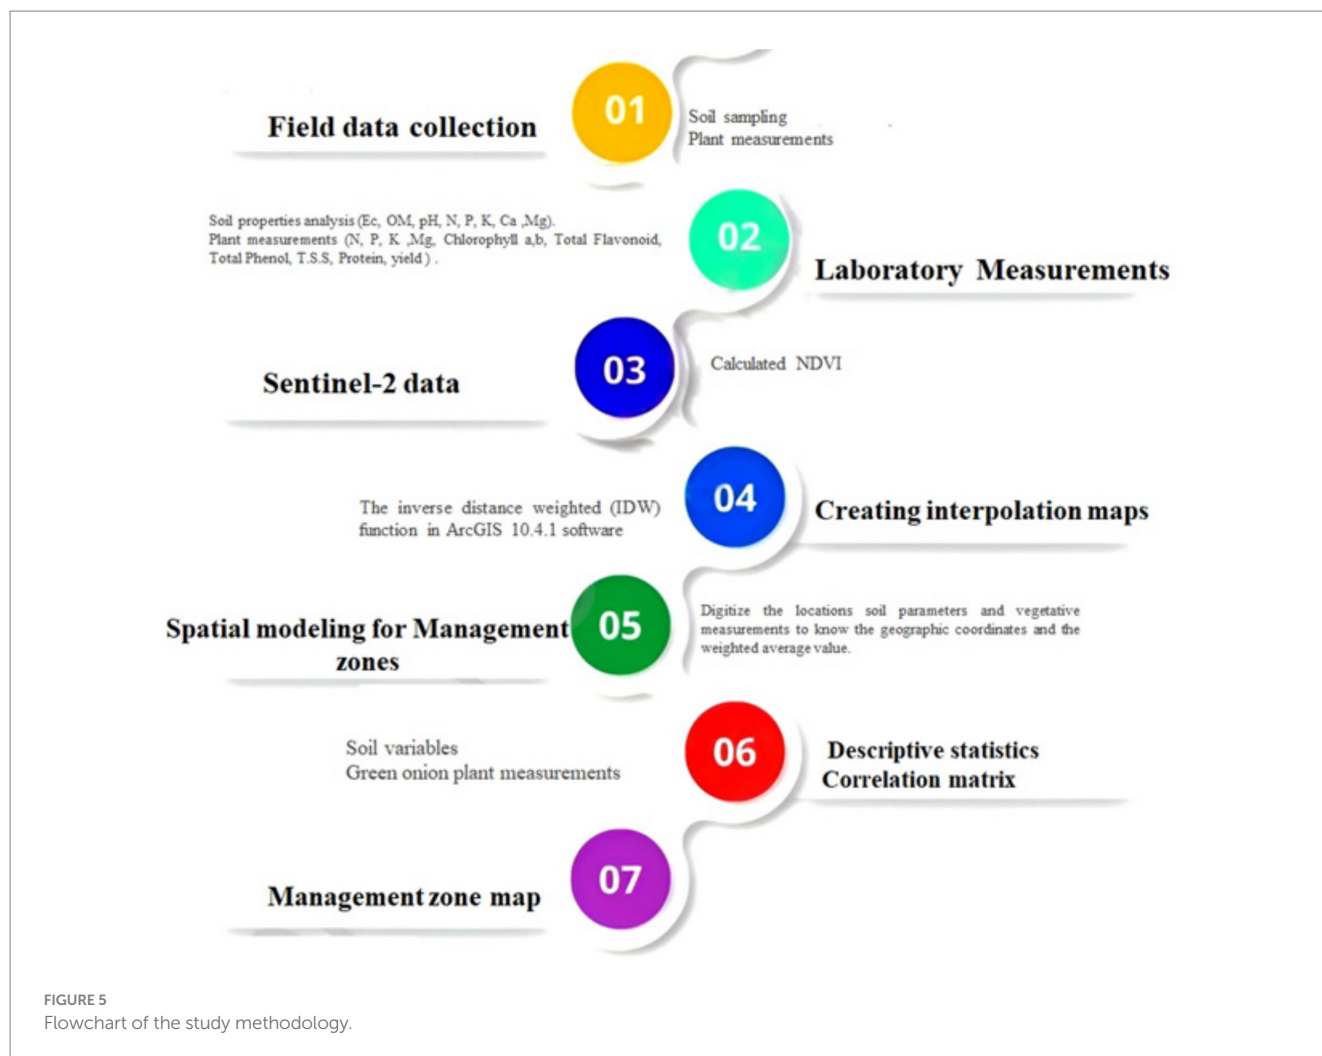 01
Field data collection
Soil sampling
Plant measurements
02
Soil properties analysis (Ec, OM, pH, N, P, K, Ca ,Mg).
Plant measurements (N, P, K ,Mg, Chlorophyll a,b, Total Flavonoid,
Total Phenol, T.S.S, Protein, yield ) .
Laboratory Measurements
03
Sentinel-2 data
Calculated NDVI
04
The inverse distance weighted (IDW)
function in ArcGIS 10.4.1 software
Creating interpolation maps
05
Spatial modeling for Management
zones
Digitize the locations soil parameters and vegetative
measurements to know the geographic coordinates and the
weighted average value.
06
Soil variables
Green onion plant measurements
Descriptive statistics
Correlation matrix
07
Management zone map
FIGURE 5
Flowchart of the study methodology.